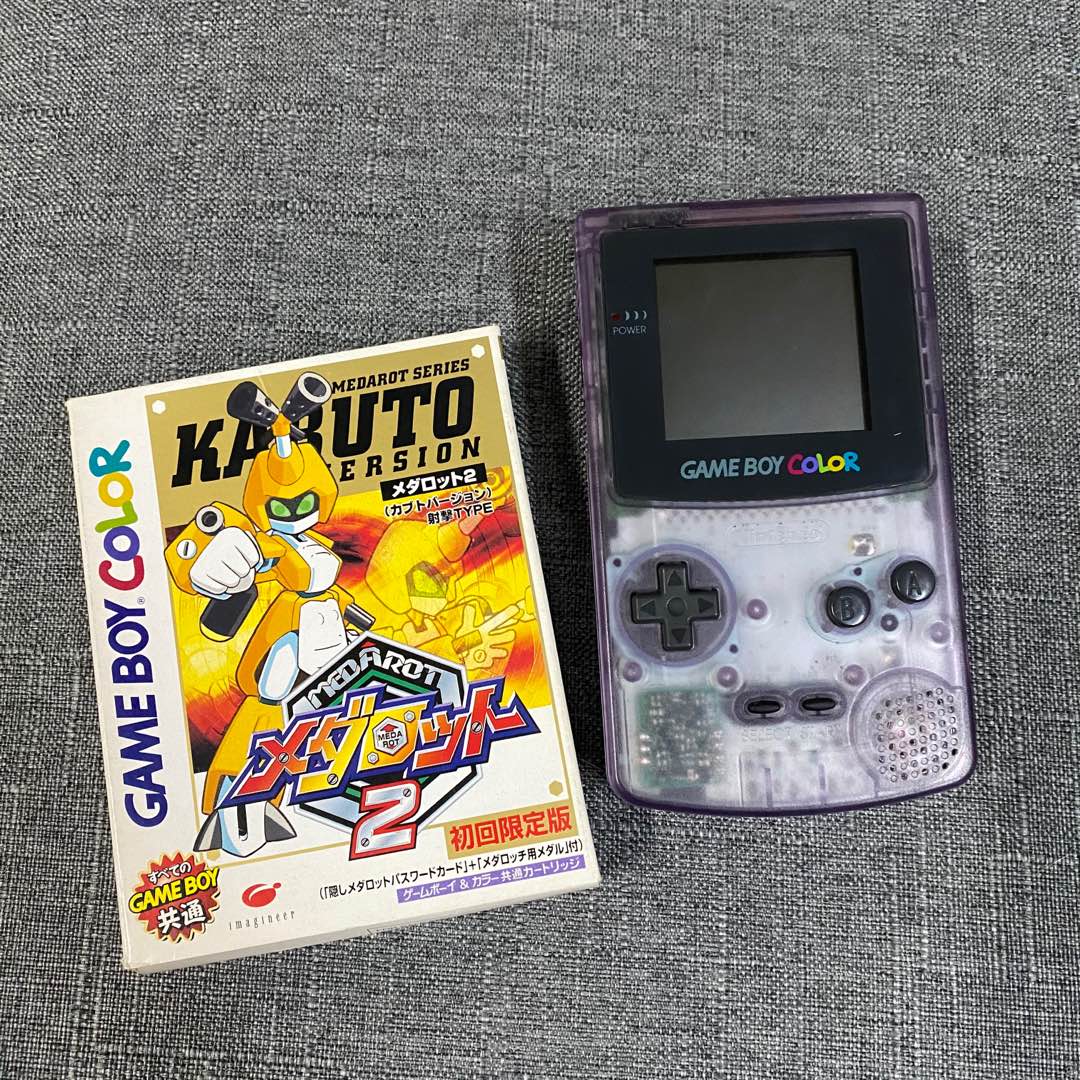 MEDAROT SERIES
KABUTO
VERSION
メダロット2
(カブトバージョン)
射撃TYPE
GAME BOY COLOR
MEDAROT
メダロット
MEDA
ROT
2
初回限定版
(「隠しメダロットパスワードカード」+「メダロッチ用メダル」付)
ゲームボーイ & カラー共通カートリッジ
すべての
GAME BOY
共通
imagineer
POWER
GAME BOY COLOR
Nintendo
B
A
SELECT